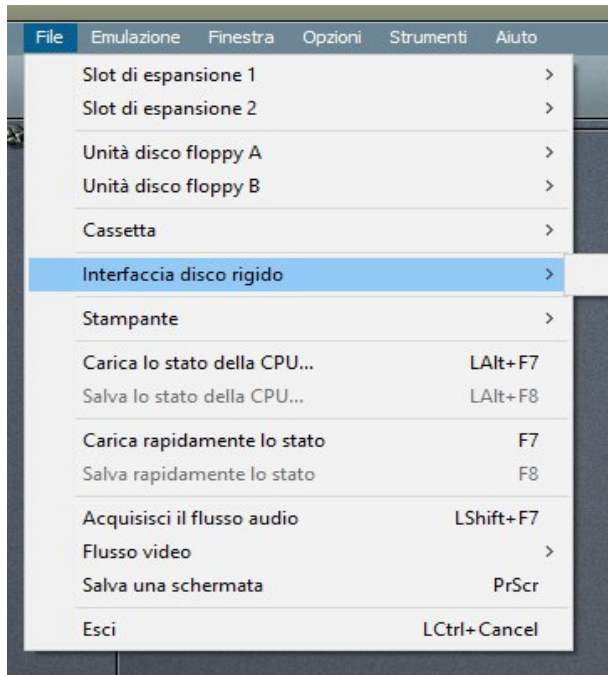 File Emulazione Finestra Opzioni Strumenti Aiuto
Slot di espansione 1
Slot di espansione 2
Unità disco floppy A
Unità disco floppy B
Cassetta
Interfaccia disco rigido
Stampante
Carica lo stato della CPU... LAlt+F7
Salva lo stato della CPU... LAlt+F8
Carica rapidamente lo stato F7
Salva rapidamente lo stato F8
Acquisisci il flusso audio LShift+F7
Flusso video
Salva una schermata PrScr
Esci LCtrl+Cancel